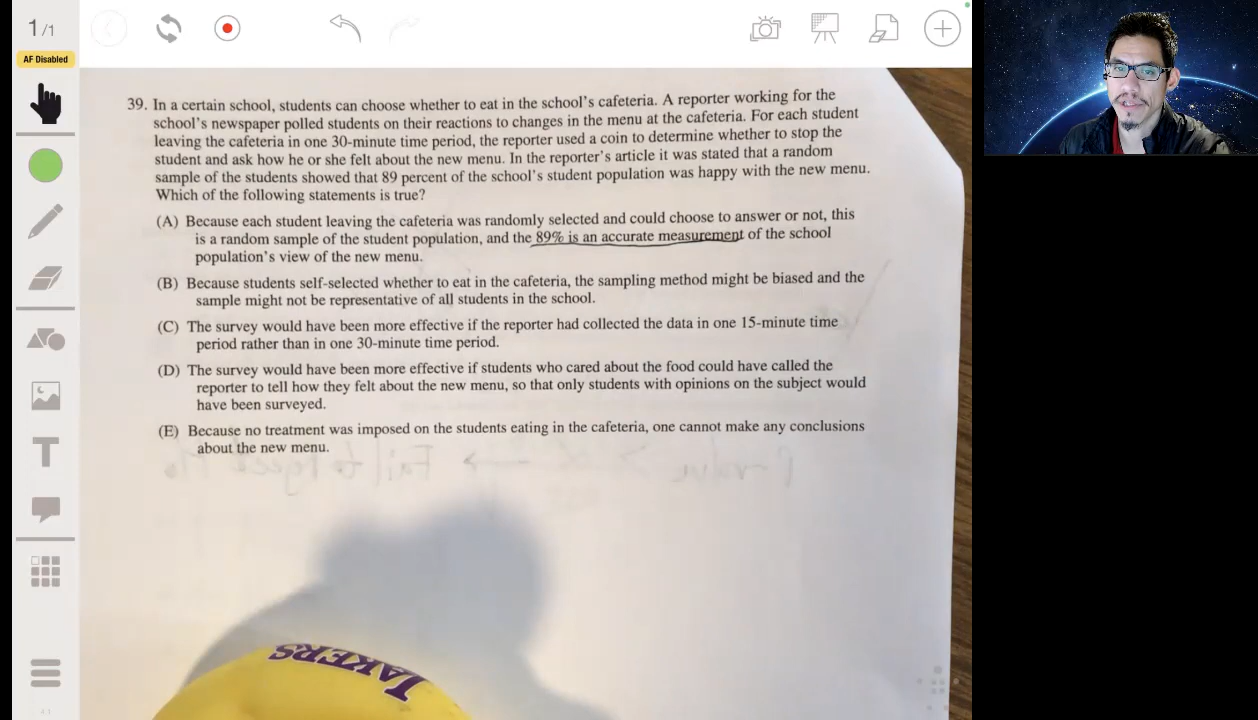 1/1
AF Disabled
39. In a certain school, students can choose whether to eat in the school's cafeteria. A reporter working for the
school's newspaper polled students on their reactions to changes in the menu at the cafeteria. For each student
leaving the cafeteria in one 30-minute time period, the reporter used a coin to determine whether to stop the
student and ask how he or she felt about the new menu. In the reporter's article it was stated that a random
sample of the students showed that 89 percent of the school's student population was happy with the new menu.
Which of the following statements is true?
(A) Because each student leaving the cafeteria was randomly selected and could choose to answer or not, this
is a random sample of the student population, and the 89% is an accurate measurement of the school
population's view of the new menu.
(B) Because students self-selected whether to eat in the cafeteria, the sampling method might be biased and the
sample might not be representative of all students in the school.
(C) The survey would have been more effective if the reporter had collected the data in one 15-minute time
period rather than in one 30-minute time period.
(D) The survey would have been more effective if students who cared about the food could have called the
reporter to tell how they felt about the new menu, so that only students with opinions on the subject would
have been surveyed.
(E) Because no treatment was imposed on the students eating in the cafeteria, one cannot make any conclusions
about the new menu.
P-value > α → Fail to reject Ho
T
LAKERS